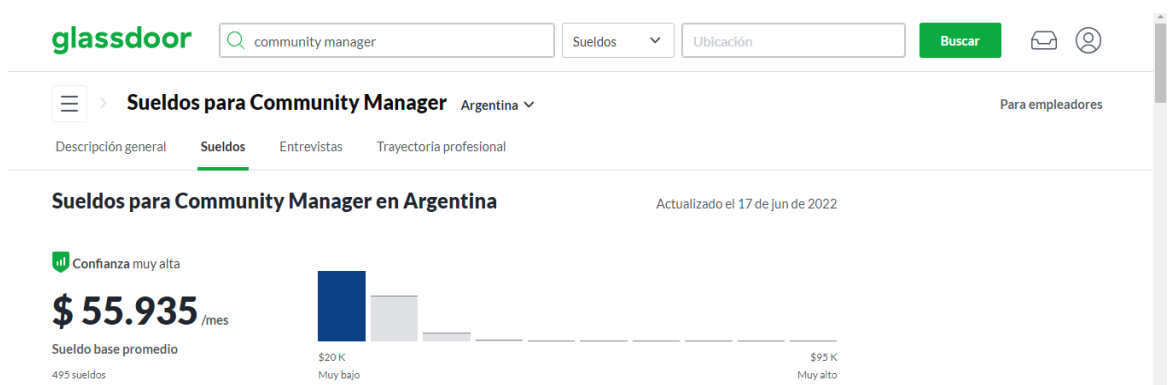 glassdoor community manager Sueldos Ubicación Buscar
Sueldos para Community Manager Argentina Para empleadores
Descripción general Sueldos Entrevistas Trayectoria profesional
Sueldos para Community Manager en Argentina Actualizado el 17 de jun de 2022
Confianza muy alta
$ 55.935 /mes
Sueldo base promedio
495 sueldos
$20 K $95 K
Muy bajo Muy alto